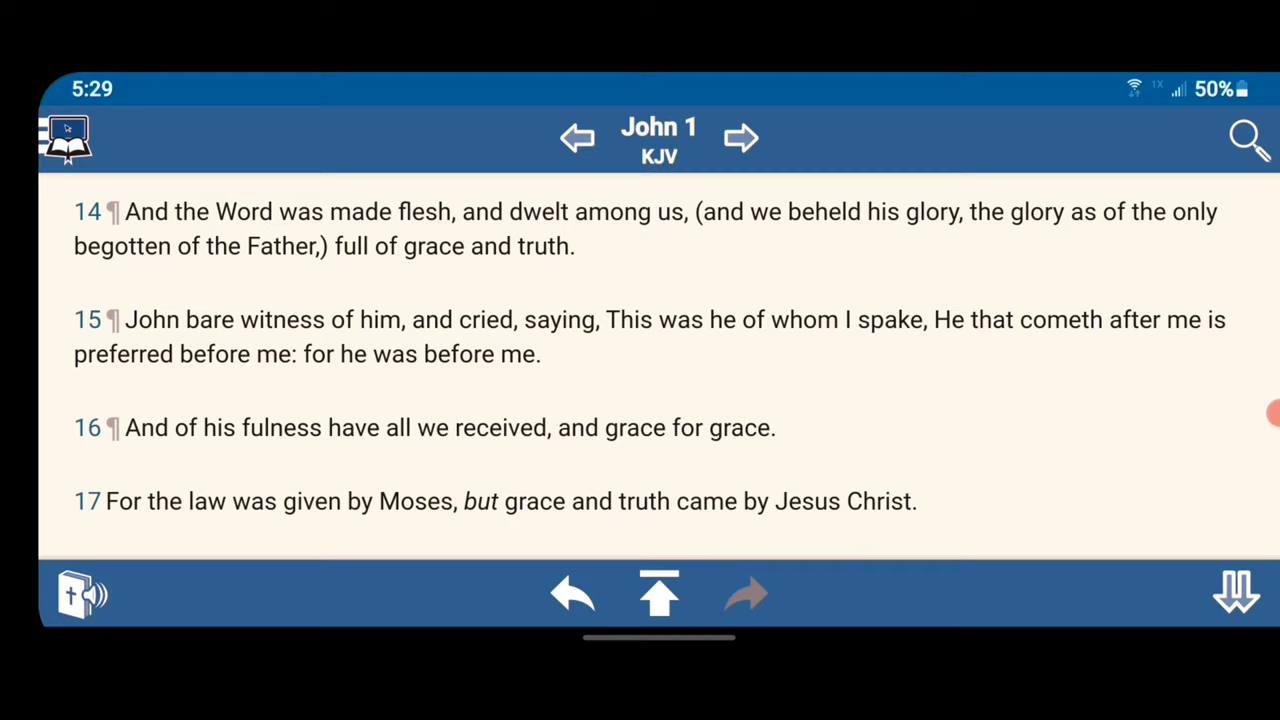 5:29
1X
50%
John 1
KJV
14 ¶ And the Word was made flesh, and dwelt among us, (and we beheld his glory, the glory as of the only
begotten of the Father,) full of grace and truth.
15 ¶ John bare witness of him, and cried, saying, This was he of whom I spake, He that cometh after me is
preferred before me: for he was before me.
16 ¶ And of his fulness have all we received, and grace for grace.
17 For the law was given by Moses, but grace and truth came by Jesus Christ.